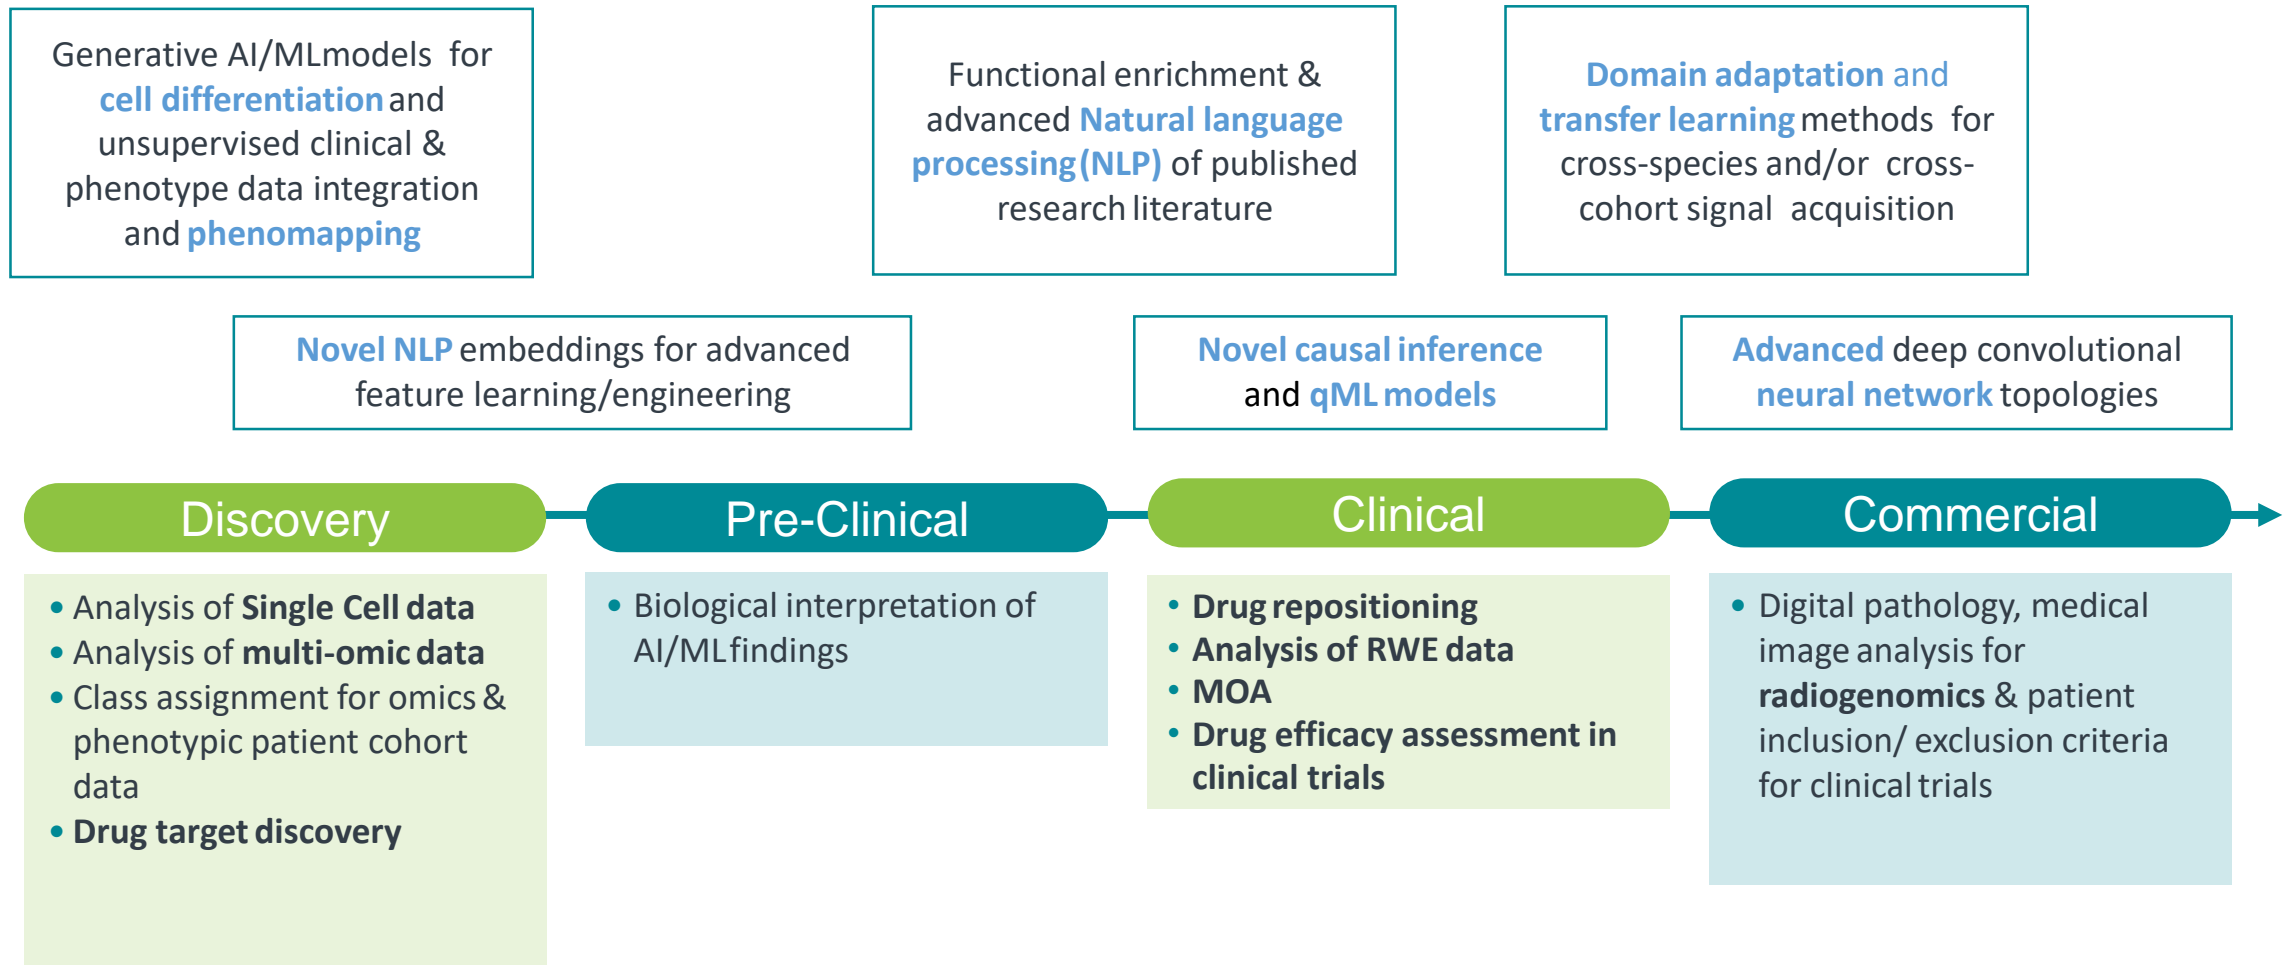 Generative AI/MLmodels for
cell differentiation and
unsupervised clinical &
phenotype data integration
and phenomapping
Functional enrichment &
advanced Natural language
processing(NLP) of published
research literature
Domain adaptation and
transfer learning methods for
cross-species and/or cross-
cohort signal acquisition
Novel NLP embeddings for advanced
feature learning/engineering
Novel causal inference
and qML models
Advanced deep convolutional
neural network topologies
Discovery
Pre-Clinical
Clinical
Commercial
• Analysis of Single Cell data
• Analysis of multi-omic data
• Class assignment for omics &
phenotypic patient cohort
data
• Drug target discovery
• Biological interpretation of
AI/MLfindings
• Drug repositioning
• Analysis of RWE data
• MOA
• Drug efficacy assessment in
clinical trials
• Digital pathology, medical
image analysis for
radiogenomics & patient
inclusion/ exclusion criteria
for clinical trials